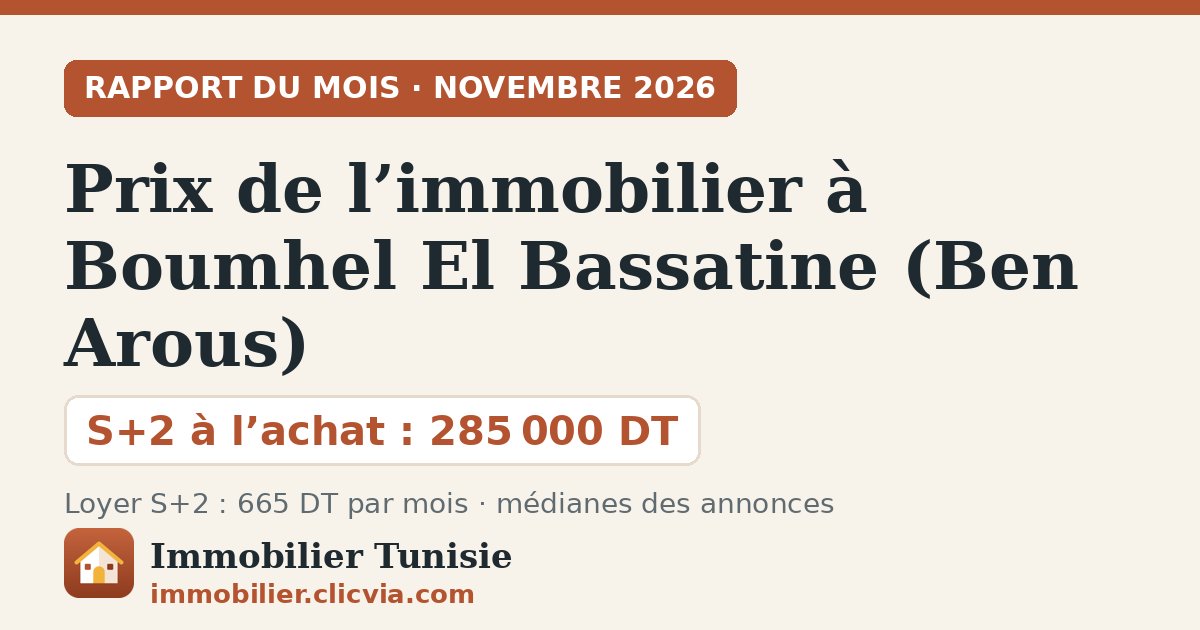 RAPPORT DU MOIS · NOVEMBRE 2026
Prix de l’immobilier à
Boumhel El Bassatine (Ben
Arous)
S+2 à l’achat : 285 000 DT
Loyer S+2 : 665 DT par mois · médianes des annonces
Immobilier Tunisie
immobilier.clicvia.com